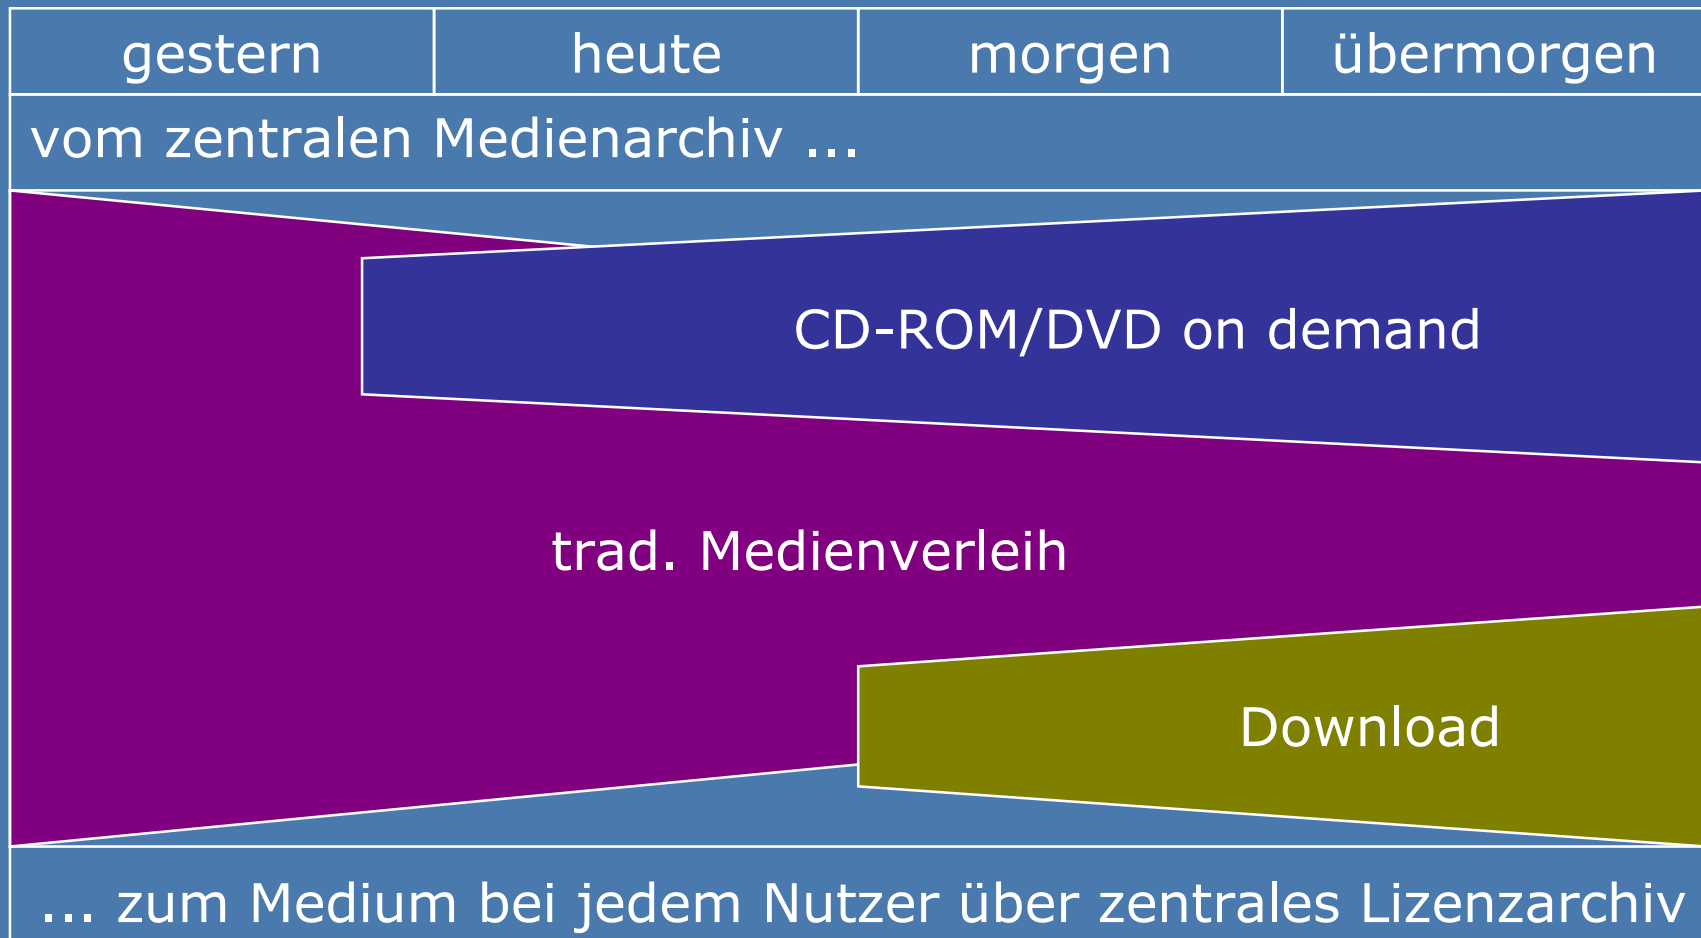 gestern heute morgen übermorgen
vom zentralen Medienarchiv ...
CD-ROM/DVD on demand
trad. Medienverleih
Download
... zum Medium bei jedem Nutzer über zentrales Lizenzarchiv